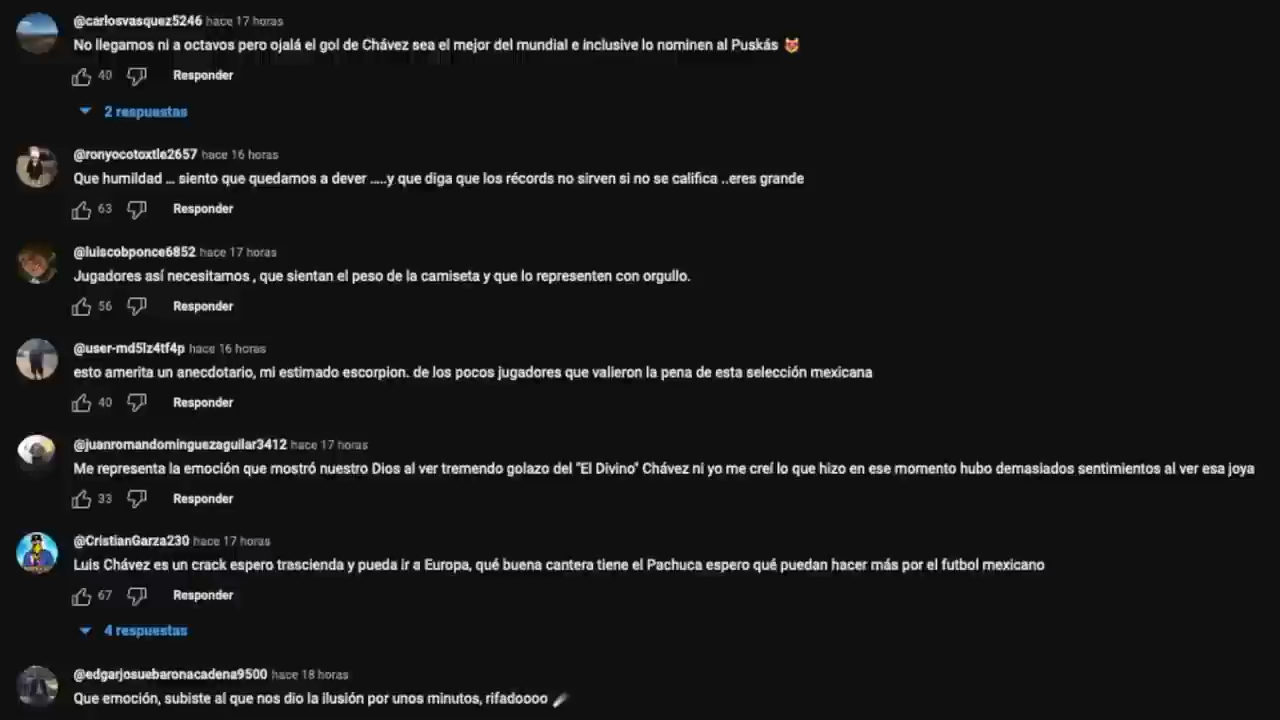 @carlosvasquez5246 hace 17 horas
No llegamos ni a octavos pero ojalá el gol de Chávez sea el mejor del mundial e inclusive lo nominen al Puskás 😻
40 Responder
2 respuestas
@ronyocotoxtle2657 hace 16 horas
Que humildad ... siento que quedamos a dever .....y que diga que los récords no sirven si no se califica ..eres grande
63 Responder
@luiscobponce6852 hace 17 horas
Jugadores así necesitamos , que sientan el peso de la camiseta y que lo representen con orgullo.
56 Responder
@user-md5lz4tf4p hace 16 horas
esto amerita un anecdotario, mi estimado escorpion. de los pocos jugadores que valieron la pena de esta selección mexicana
40 Responder
@juanromandominguezaguilar3412 hace 17 horas
Me representa la emoción que mostró nuestro Dios al ver tremendo golazo del "El Divino" Chávez ni yo me creí lo que hizo en ese momento hubo demasiados sentimientos al ver esa joya
33 Responder
@CristianGarza230 hace 17 horas
Luis Chávez es un crack espero trascienda y pueda ir a Europa, qué buena cantera tiene el Pachuca espero qué puedan hacer más por el futbol mexicano
67 Responder
4 respuestas
@edgarjosuebaronacadena9500 hace 18 horas
Que emoción, subiste al que nos dio la ilusión por unos minutos, rifadoooo ☄️